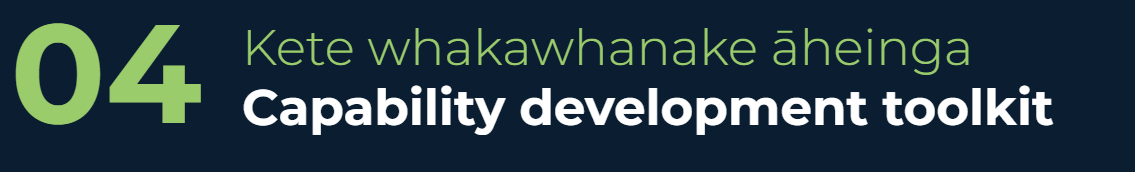 04
Kete whakawhanake āheinga
Capability development toolkit